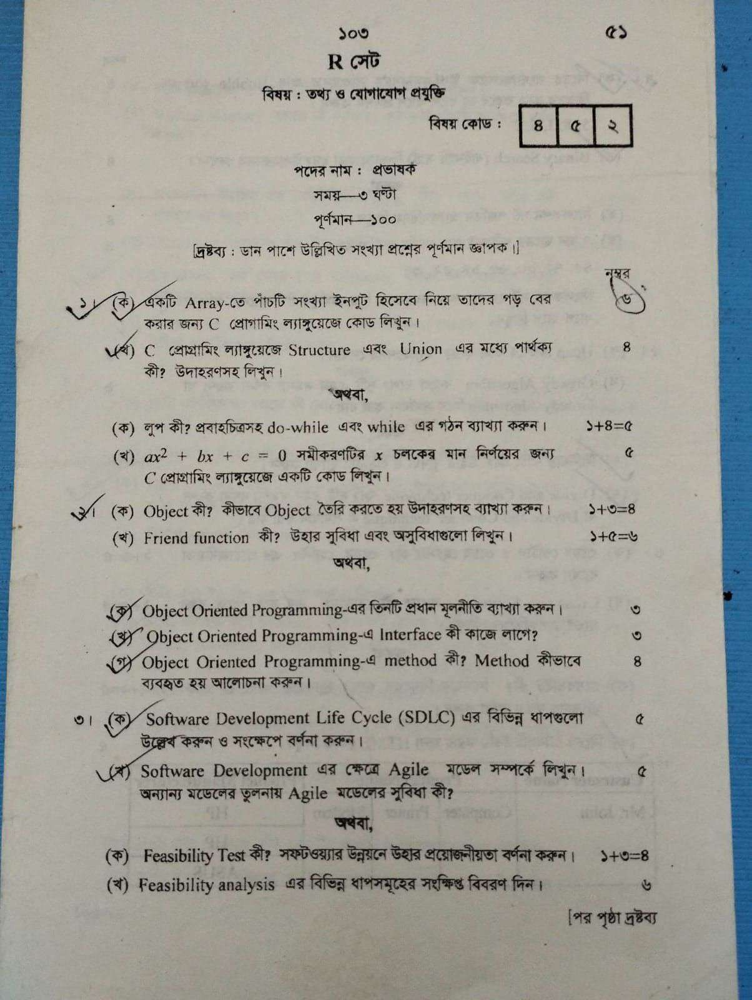 ১০৩ ৫১
R সেট
বিষয় : তথ্য ও যোগাযোগ প্রযুক্তি
বিষয় কোড : ৪ ৫ ২
পদের নাম : প্রভাষক
সময়—৩ ঘণ্টা
পূর্ণমান—১০০
[দ্রষ্টব্য : ডান পাশে উল্লিখিত সংখ্যা প্রশ্নের পূর্ণমান জ্ঞাপক।]
নম্বর
১। (ক) একটি Array-তে পাঁচটি সংখ্যা ইনপুট হিসেবে নিয়ে তাদের গড় বের ৬
করার জন্য C প্রোগামিং ল্যাঙ্গুয়েজে কোড লিখুন।
(খ) C প্রোগ্রামিং ল্যাঙ্গুয়েজে Structure এবং Union এর মধ্যে পার্থক্য ৪
কী? উদাহরণসহ লিখুন।
অথবা,
(ক) লুপ কী? প্রবাহচিত্রসহ do-while এবং while এর গঠন ব্যাখ্যা করুন। ১+৪=৫
(খ) ax² + bx + c = 0 সমীকরণটির x চলকের মান নির্ণয়ের জন্য ৫
C প্রোগ্রামিং ল্যাঙ্গুয়েজে একটি কোড লিখুন।
২। (ক) Object কী? কীভাবে Object তৈরি করতে হয় উদাহরণসহ ব্যাখ্যা করুন। ১+৩=৪
(খ) Friend function কী? উহার সুবিধা এবং অসুবিধাগুলো লিখুন। ১+৫=৬
অথবা,
(ক) Object Oriented Programming-এর তিনটি প্রধান মূলনীতি ব্যাখ্যা করুন। ৩
(খ) Object Oriented Programming-এ Interface কী কাজে লাগে? ৩
(গ) Object Oriented Programming-এ method কী? Method কীভাবে ৪
ব্যবহৃত হয় আলোচনা করুন।
৩। (ক) Software Development Life Cycle (SDLC) এর বিভিন্ন ধাপগুলো ৫
উল্লেখ করুন ও সংক্ষেপে বর্ণনা করুন।
(খ) Software Development এর ক্ষেত্রে Agile মডেল সম্পর্কে লিখুন। ৫
অন্যান্য মডেলের তুলনায় Agile মডেলের সুবিধা কী?
অথবা,
(ক) Feasibility Test কী? সফটওয়্যার উন্নয়নে উহার প্রয়োজনীয়তা বর্ণনা করুন। ১+৩=৪
(খ) Feasibility analysis এর বিভিন্ন ধাপসমূহের সংক্ষিপ্ত বিবরণ দিন। ৬
[পর পৃষ্ঠা দ্রষ্টব্য